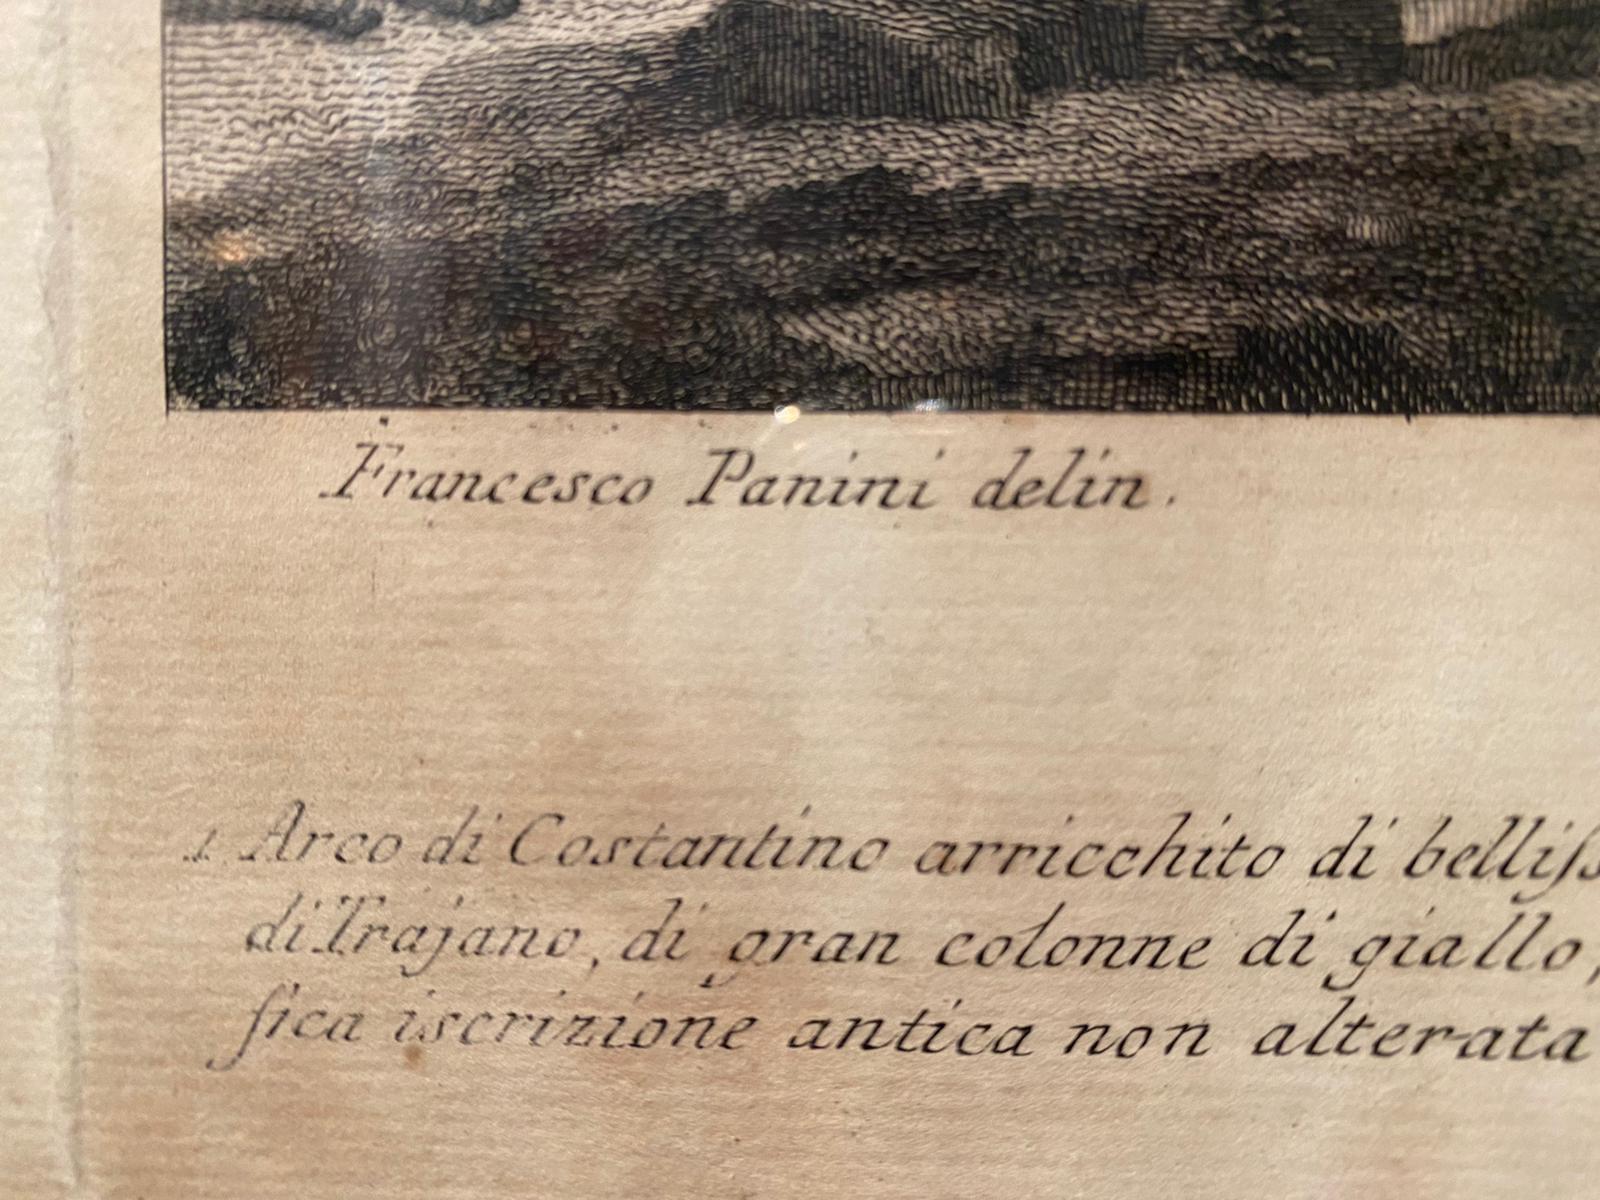 Francesco Panini delin.
1. Arco di Costantino arricchito di belliſs
di Trajano, di gran colonne di giallo,
fica iscrizione antica non alterata